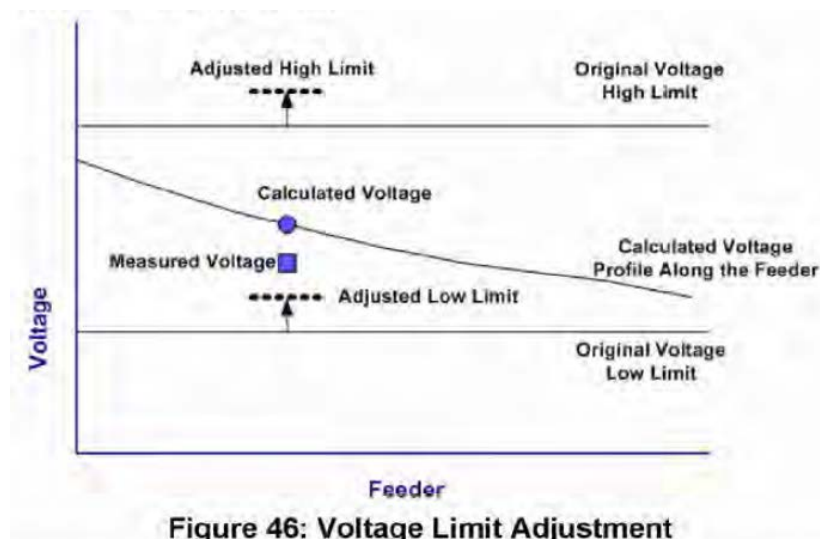 Adjusted High Limit
Original Voltage
High Limit
Calculated Voltage
Measured Voltage
Calculated Voltage
Profile Along the Feeder
Adjusted Low Limit
Original Voltage
Low Limit
Voltage
Feeder
Figure 46: Voltage Limit Adjustment